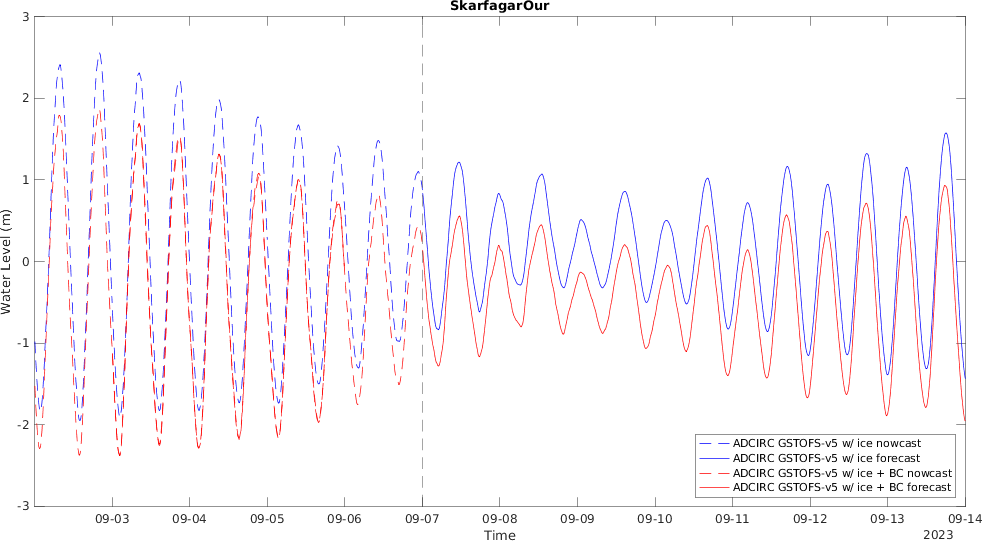 SkarfagarOur
3
2
1
0
-1
-2
-3
Water Level (m)
ADCIRC GSTOFS-v5 w/ ice nowcast
ADCIRC GSTOFS-v5 w/ ice forecast
ADCIRC GSTOFS-v5 w/ ice + BC nowcast
ADCIRC GSTOFS-v5 w/ ice + BC forecast
09-03 09-04 09-05 09-06 09-07 09-08 09-09 09-10 09-11 09-12 09-13 09-14
Time
2023